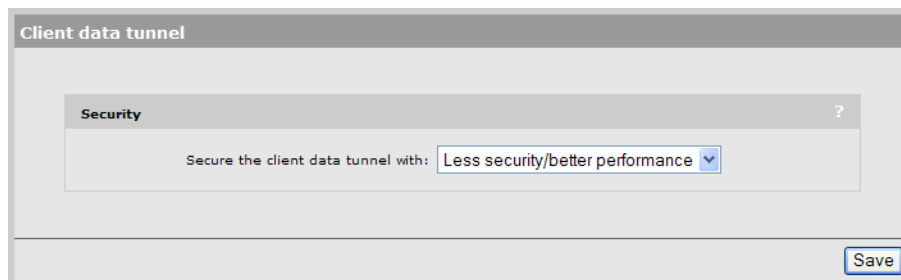 Client data tunnel
Security ?
Secure the client data tunnel with: Less security/better performance
Save